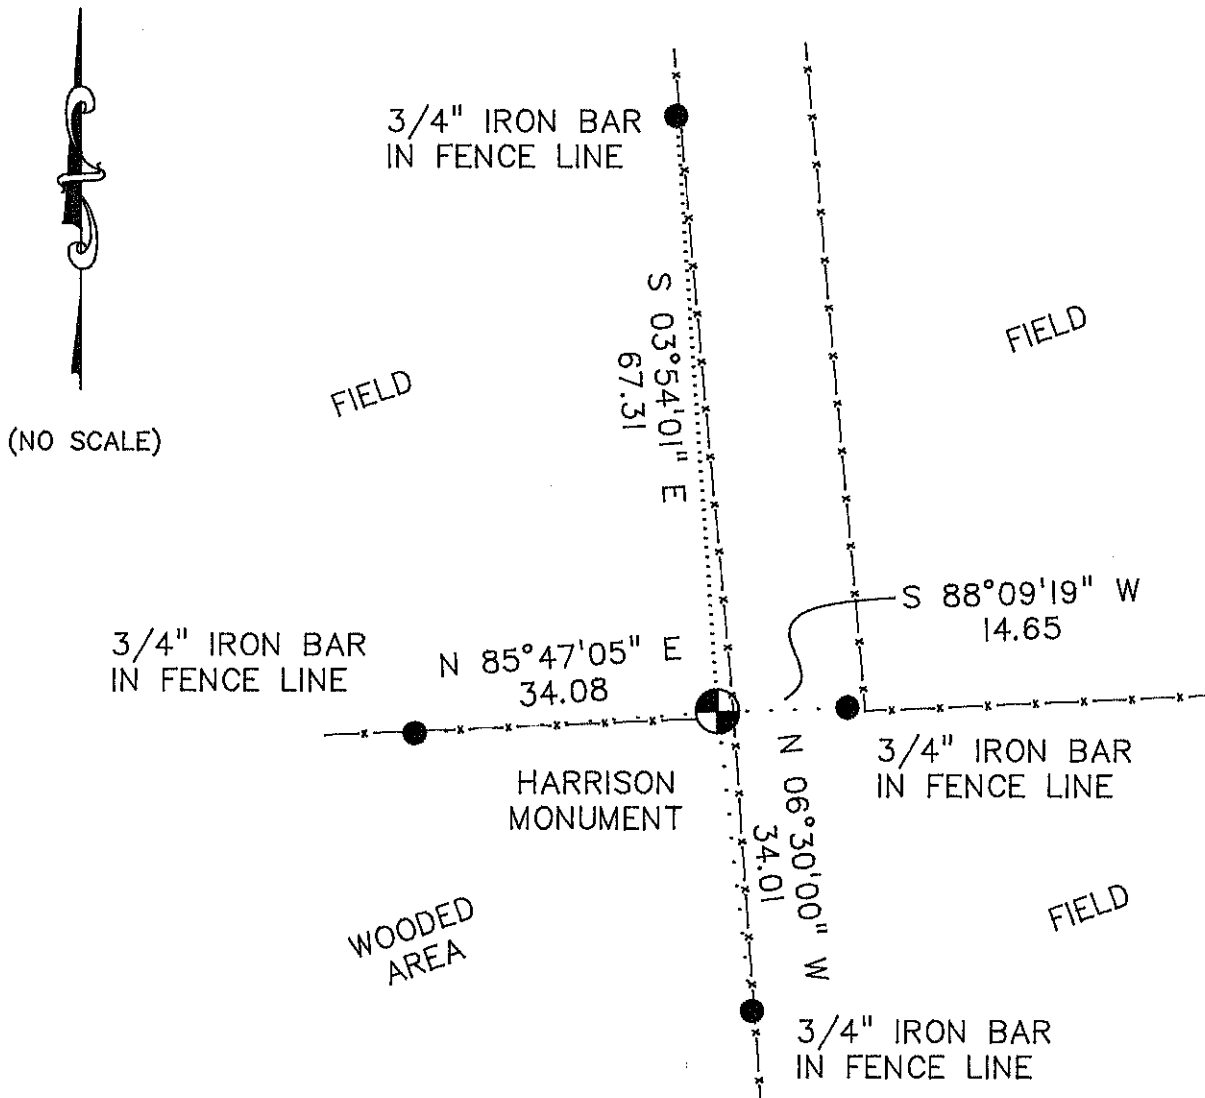 3/4" IRON BAR
IN FENCE LINE
S 03°54'01" E
67.31
FIELD
FIELD
(NO SCALE)
S 88°09'19" W
14.65
3/4" IRON BAR
IN FENCE LINE
N 85°47'05" E
34.08
3/4" IRON BAR
IN FENCE LINE
HARRISON
MONUMENT
N 06°30'00" W
34.01
WOODED
AREA
FIELD
3/4" IRON BAR
IN FENCE LINE